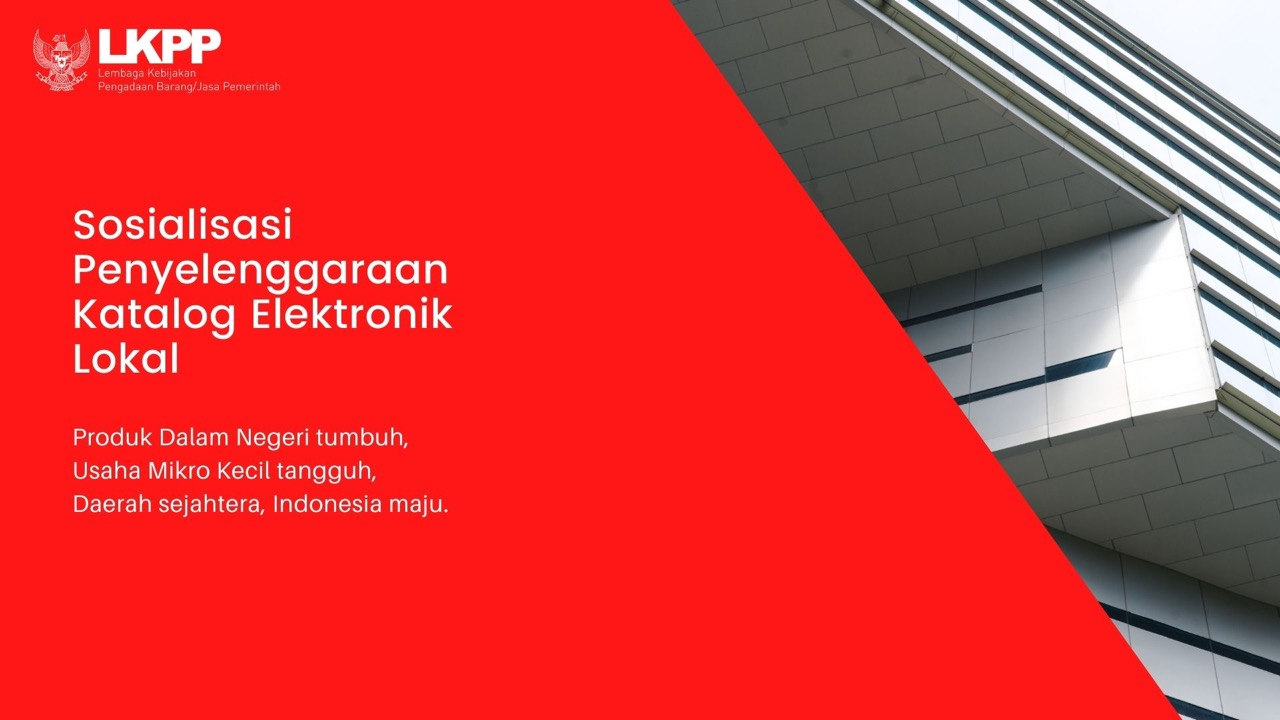 LKPP
Lembaga Kebijakan
Pengadaan Barang/Jasa Pemerintah
Sosialisasi
Penyelenggaraan
Katalog Elektronik
Lokal
Produk Dalam Negeri tumbuh,
Usaha Mikro Kecil tangguh,
Daerah sejahtera, Indonesia maju.